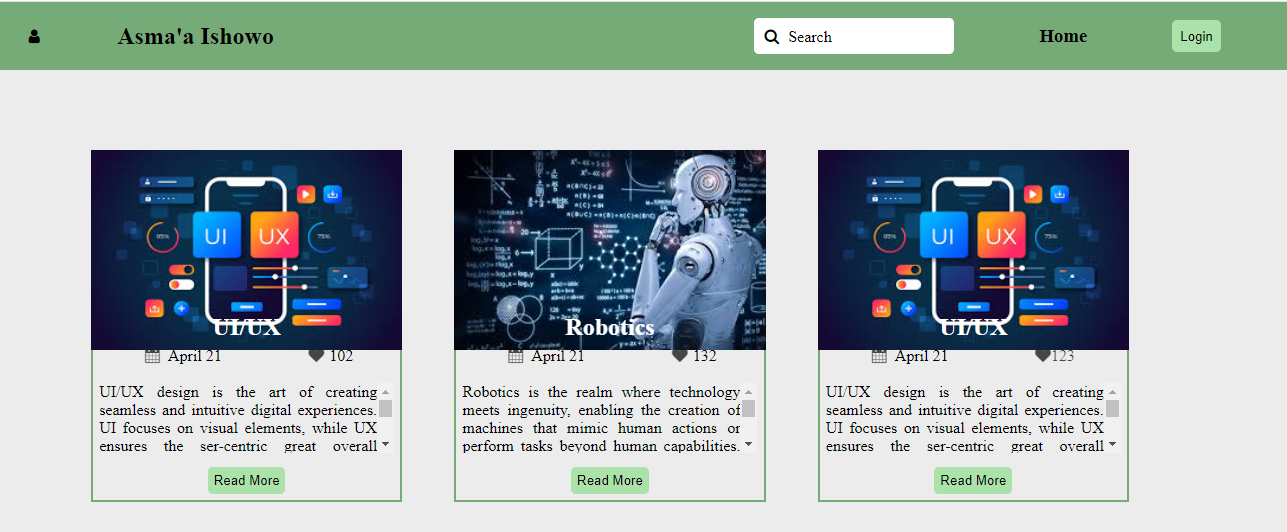 Asma'a Ishowo
Search
Home
Login
UI
UX
95%
75%
UI/UX
April 21
102
UI/UX design is the art of creating
seamless and intuitive digital experiences.
UI focuses on visual elements, while UX
ensures the ser-centric great overall
Read More
Robotics
April 21
132
Robotics is the realm where technology
meets ingenuity, enabling the creation of
machines that mimic human actions or
perform tasks beyond human capabilities.
Read More
UI
UX
95%
75%
UI/UX
April 21
123
UI/UX design is the art of creating
seamless and intuitive digital experiences.
UI focuses on visual elements, while UX
ensures the ser-centric great overall
Read More